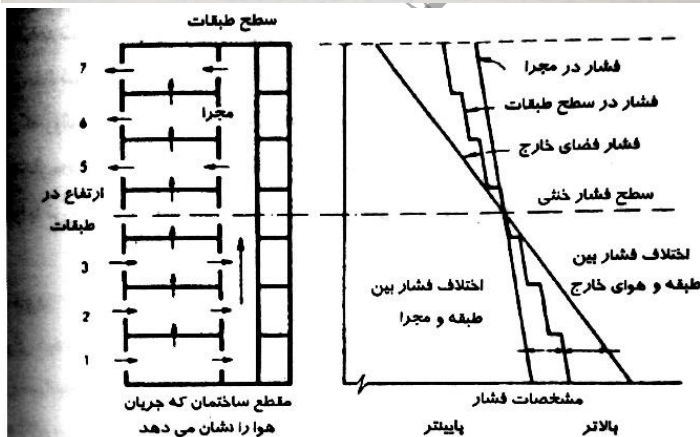 سطح طبقات
7
6
5
3
2
1
مجرا
ارتفاع در
طبقات
مقطع ساختمان که جریان
هوا را نشان می دهد
فشار در مجرا
فشار در سطح طبقات
فشار فضای خارج
سطح فشار خنثی
اختلاف فشار بین
طبقه و هوای خارج
اختلاف فشار بین
طبقه و مجرا
مشخصات فشار
پایینتر
بالاتر